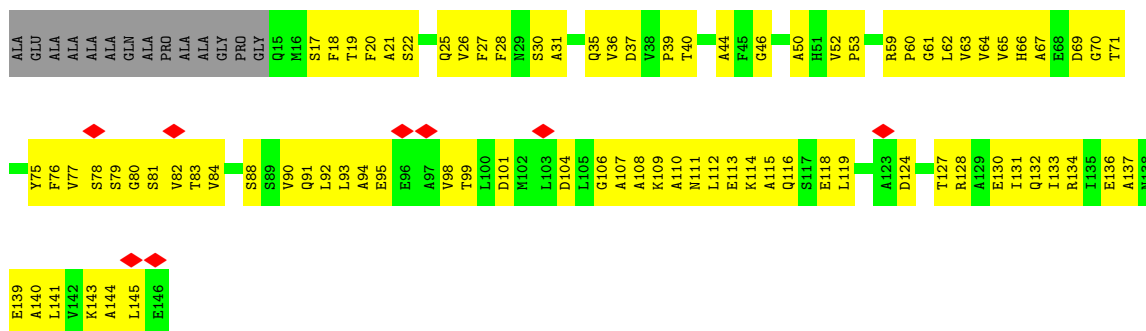 ALA GLU ALA ALA ALA ALA GLN ALA PRO ALA ALA GLY PRO GLY Q15 M16 S17 F18 T19 F20 A21 S22 Q25 V26 F27 F28 N29 S30 A31 Q35 V36 D37 V38 P39 T40 A44 F45 G46 A50 H51 V52 P53 R59 P60 G61 L62 V63 V64 V65 H66 A67 E68 D69 G70 T71
Y75 F76 V77 S78 S79 G80 S81 V82 T83 V84 S88 S89 V90 Q91 L92 L93 A94 E95 E96 A97 V98 T99 L100 D101 M102 L103 D104 L105 G106 A107 A108 K109 A110 N111 L112 E113 K114 A115 Q116 S117 E118 L119 A123 D124 T127 R128 A129 E130 I131 Q132 I133 R134 I135 E136 A137 N138
E139 A140 L141 V142 K143 A144 L145 E146